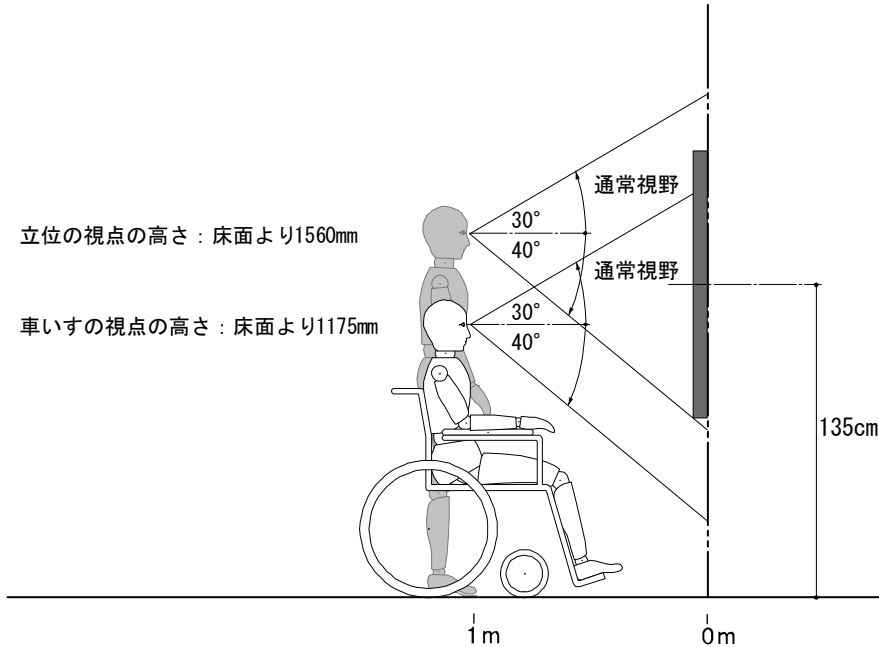 通常視野
30°
立位の視点の高さ：床面より1560mm
40°
通常視野
30°
車いすの視点の高さ：床面より1175mm
40°
135cm
1m
0m